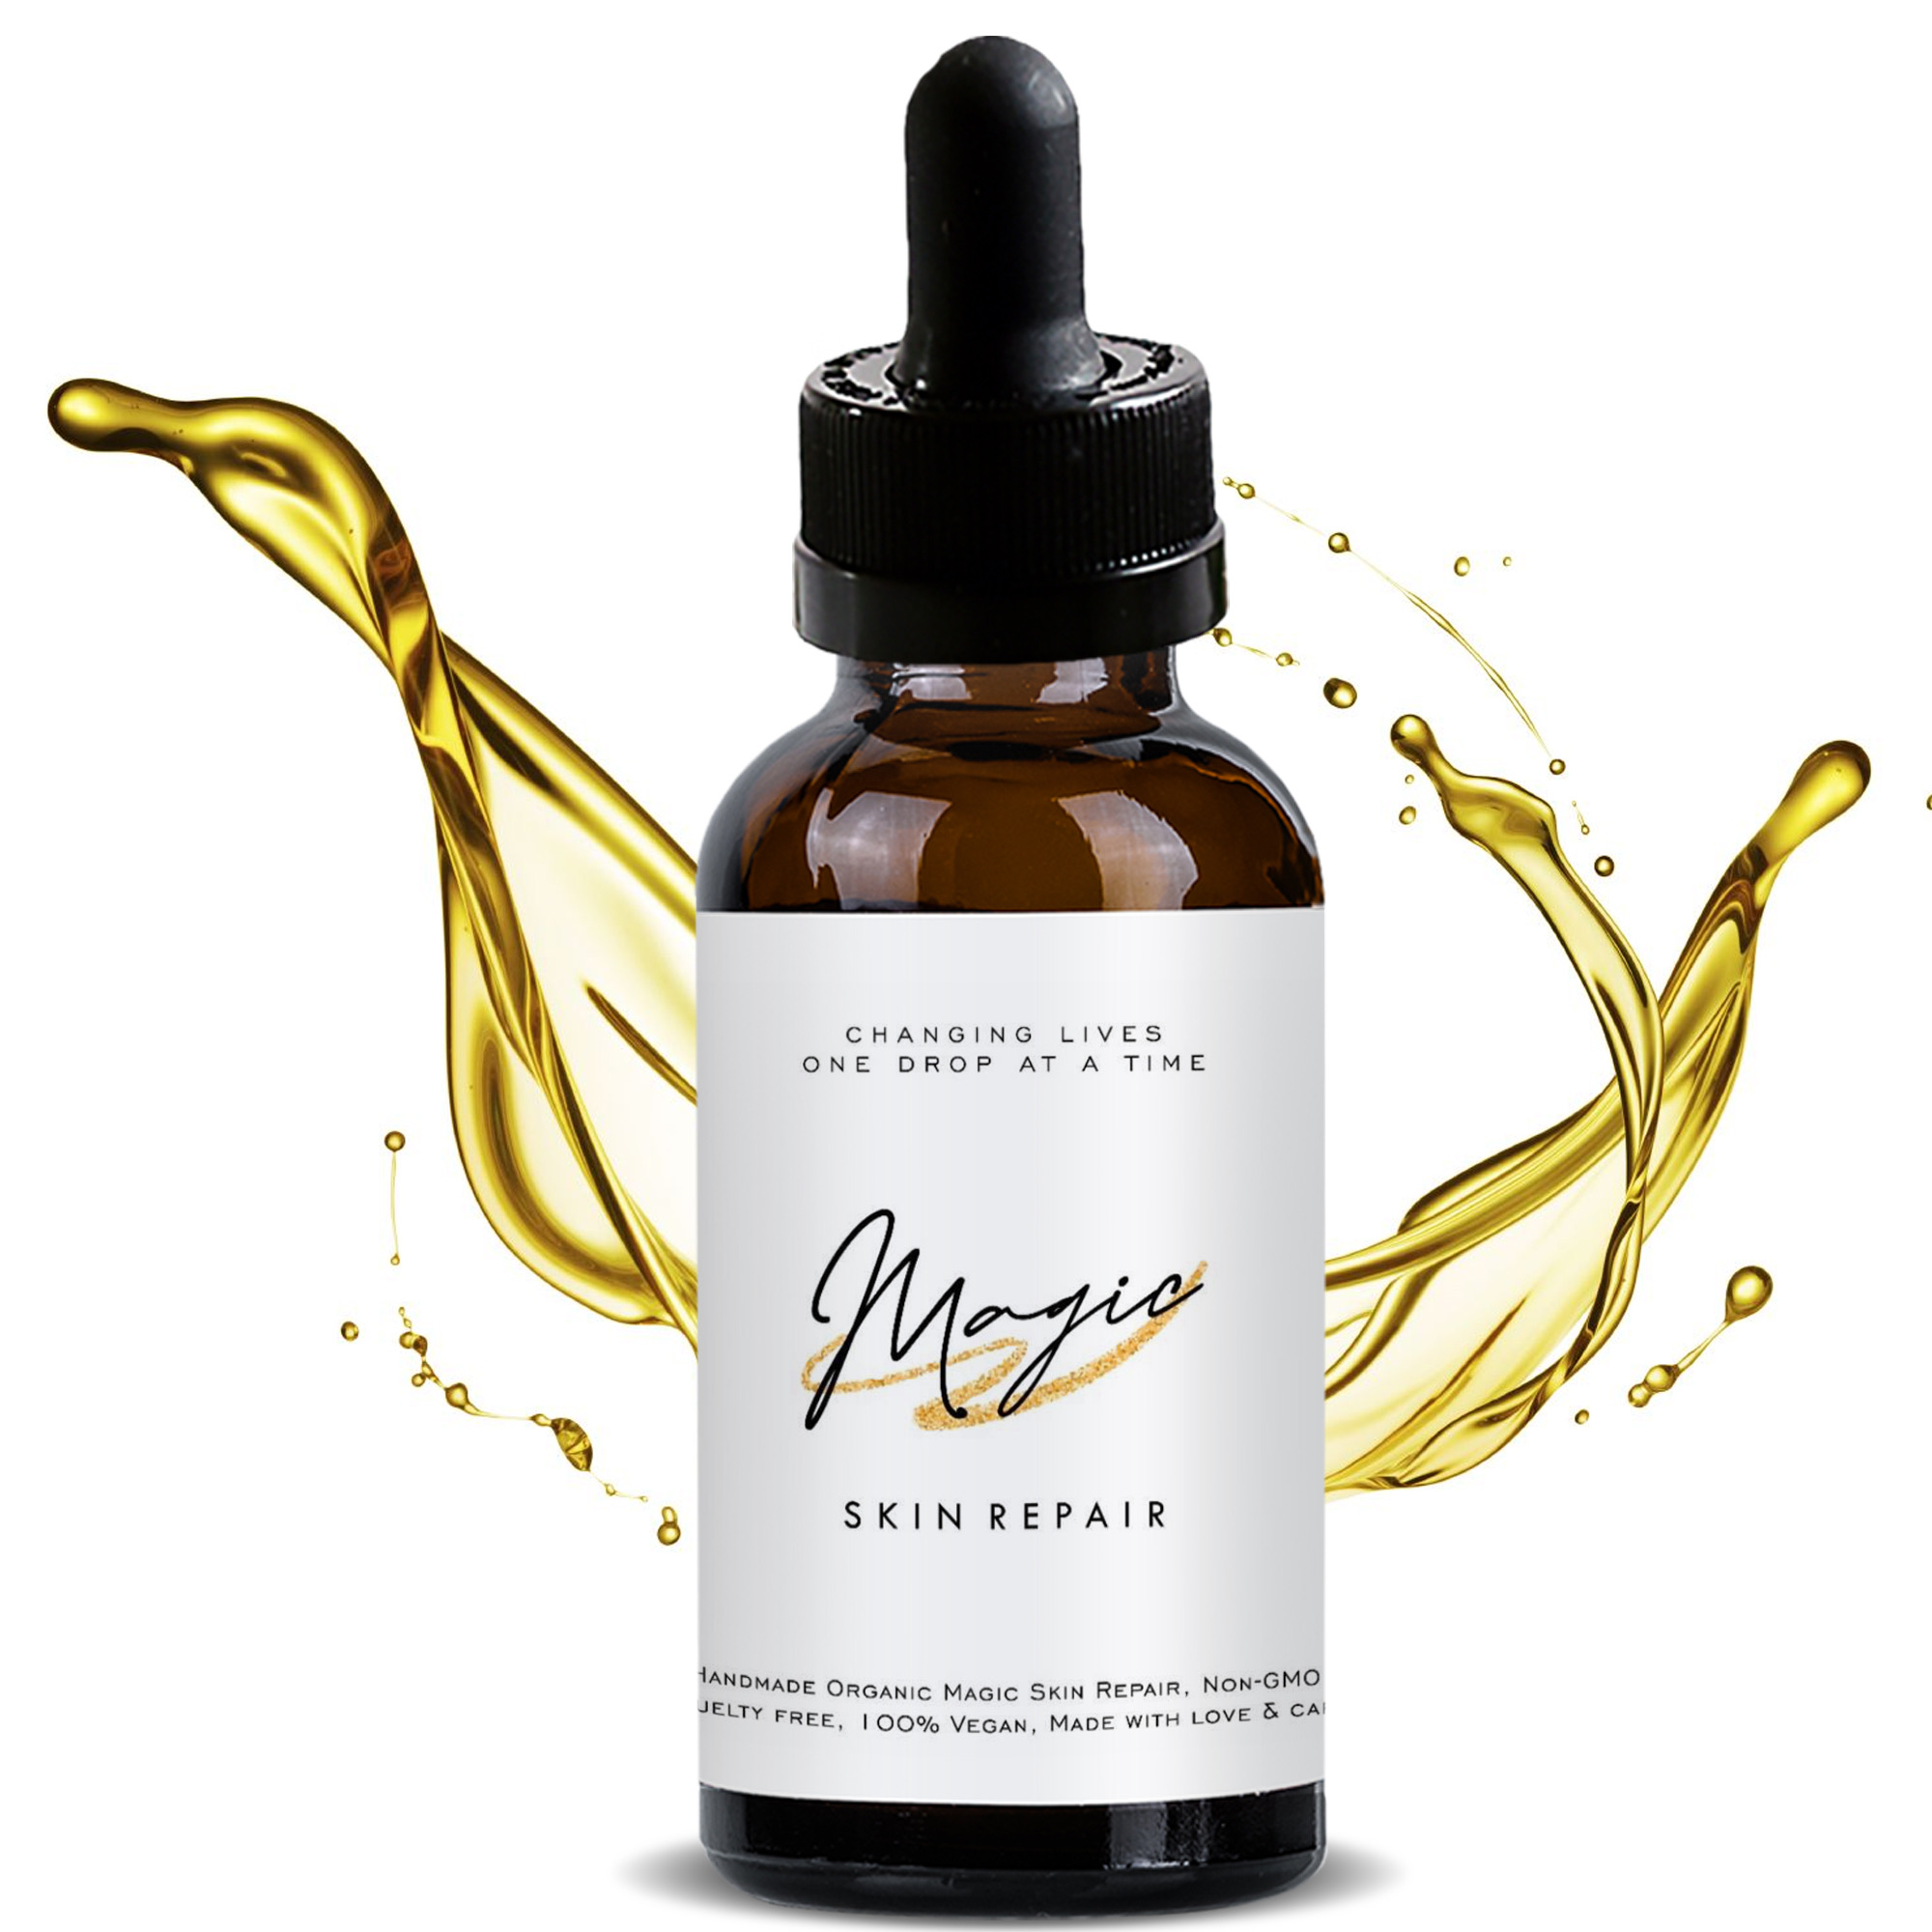 CHANGING LIVES
ONE DROP AT A TIME
Magic
SKIN REPAIR
HANDMADE ORGANIC MAGIC SKIN REPAIR, NON-GMO
FREE, 100% VEGAN, MADE WITH LOVE &